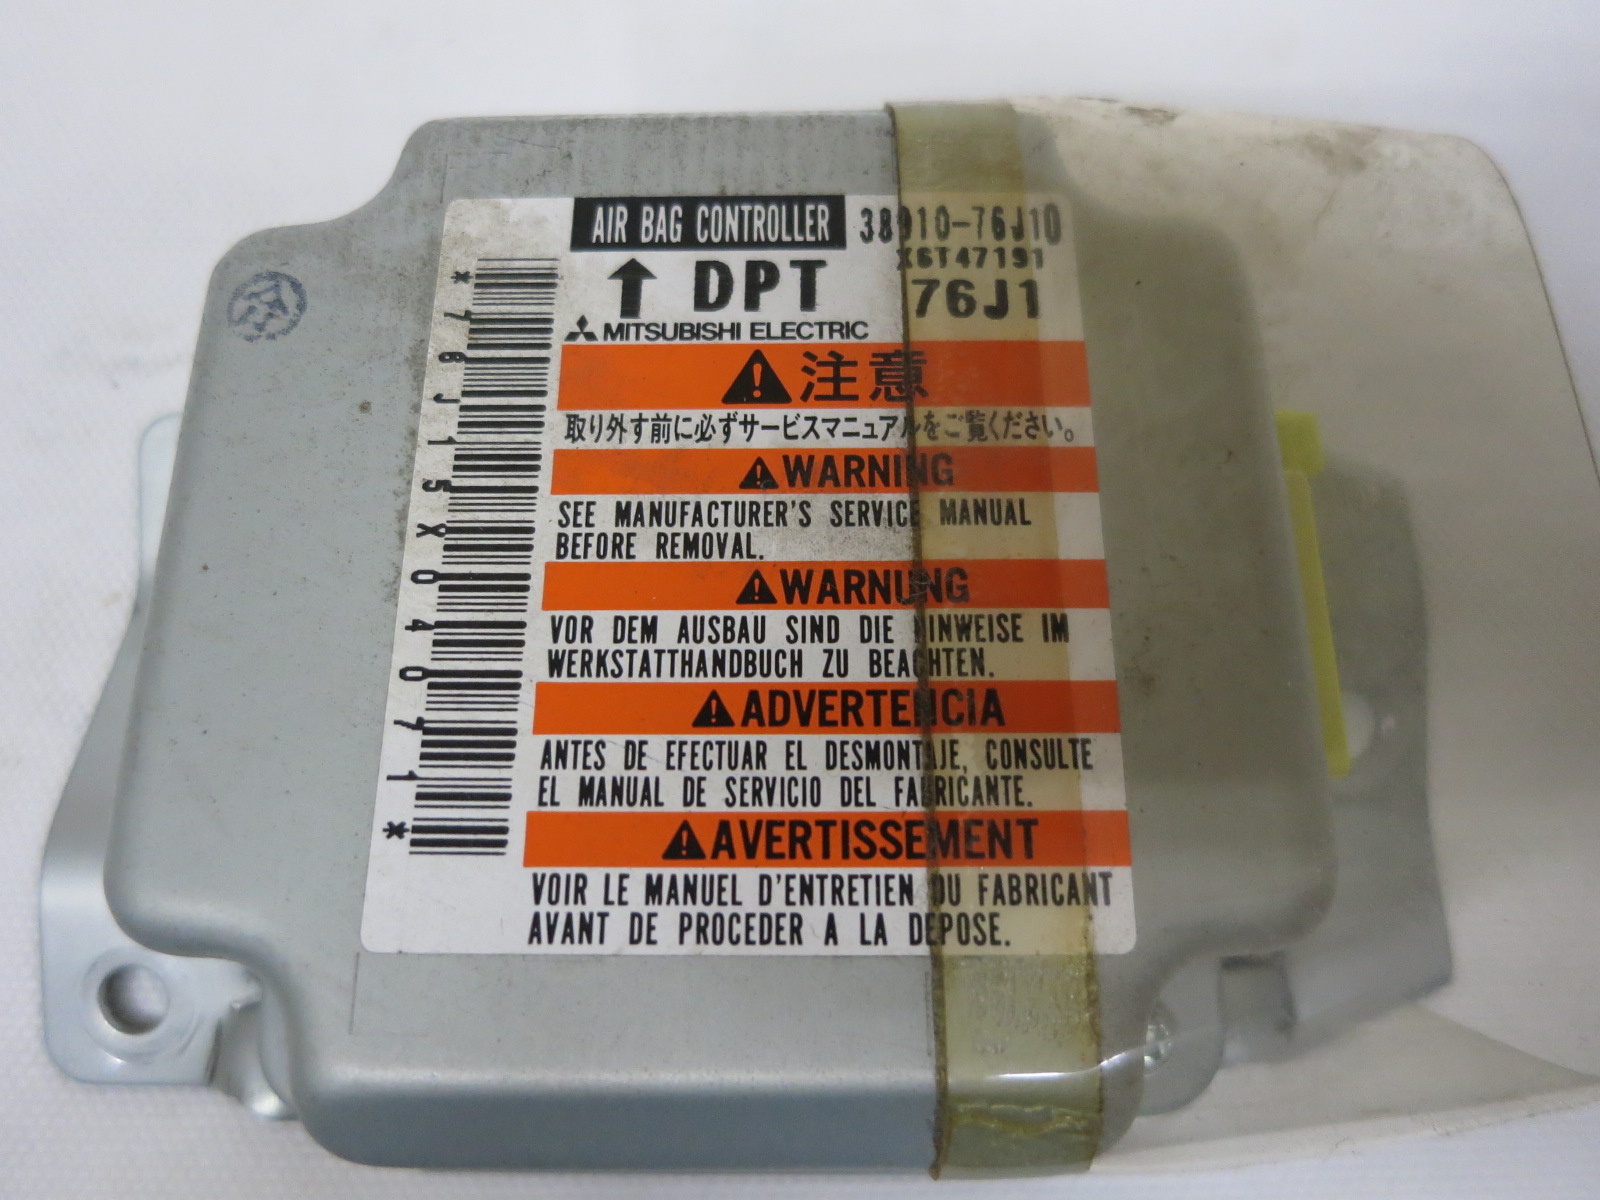 AIR BAG CONTROLLER 38910-76J10
X6T47191
DPT 76J1
MITSUBISHI ELECTRIC
注意
取り外す前に必ずサービスマニュアルをご覧ください。
WARNING
SEE MANUFACTURER'S SERVICE MANUAL
BEFORE REMOVAL.
WARNUNG
VOR DEM AUSBAU SIND DIE HINWEISE IM
WERKSTATTHANDBUCH ZU BEACHTEN.
ADVERTENCIA
ANTES DE EFECTUAR EL DESMONTAJE, CONSULTE
EL MANUAL DE SERVICIO DEL FABRICANTE.
AVERTISSEMENT
VOIR LE MANUEL D'ENTRETIEN DU FABRICANT
AVANT DE PROCEDER A LA DEPOSE.
*76J15X04071*